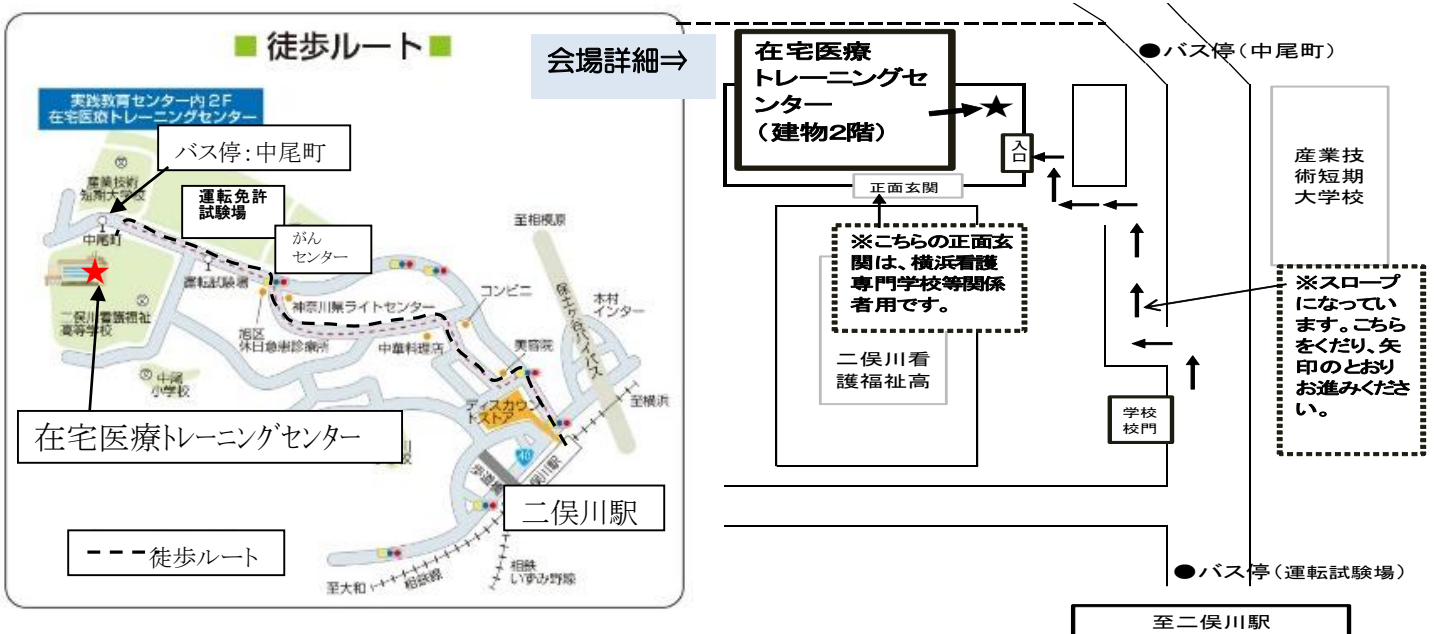 ■ 徒歩ルート ■
実践教育センター内2F
在宅医療トレーニングセンター
バス停:中尾町
産業技術
短期大学校
運転免許
試験場
がん
センター
中尾町
運転試験場
至相模原
保土ケ谷バイパス
本村
インター
コンビニ
神奈川県ライトセンター
旭区
休日急患診療所
中華料理店
美容院
二俣川看護福祉
高等学校
中尾
小学校
ディスカウン
トストア
至横浜
在宅医療トレーニングセンター
40
歩道橋
俣川駅
二俣川駅
徒歩ルート
至大和
相鉄線
相鉄
いずみ野線
会場詳細⇒
在宅医療
トレーニングセ
ンター
(建物2階)
入口
正面玄関
●バス停(中尾町)
産業技
術短期
大学校
※こちらの正面玄
関は、横浜看護
専門学校等関係
者用です。
二俣川看
護福祉高
※スロープ
になってい
ます。こちら
をくだり、矢
印のとおり
お進みくださ
い。
学校
校門
●バス停(運転試験場)
至二俣川駅